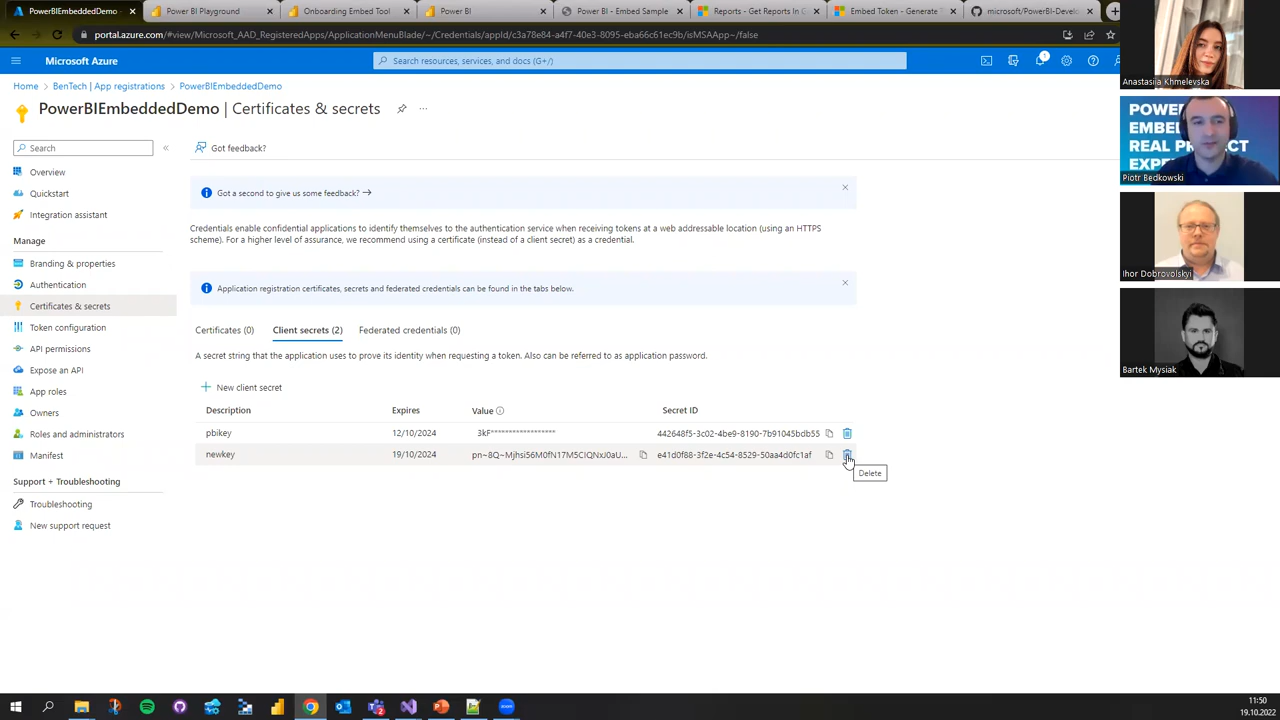 PowerBIEmbeddedDemo -
Power BI Playground
Onboarding Embed Tool
Power BI
Power BI - Embed Sample
Reports - Get Reports In G
Embed Token - Generate T
microsoft/PowerBI-Develo
portal.azure.com/#view/Microsoft_AAD_RegisteredApps/ApplicationMenuBlade/~/Credentials/appId/c3a78e84-a4f7-40e3-8095-eba66c61ec9b/isMSAApp~/false
Microsoft Azure
Search resources, services, and docs (G+/)
1
Home > BenTech | App registrations > PowerBIEmbeddedDemo
PowerBIEmbeddedDemo | Certificates & secrets
Search
Got feedback?
Overview
Quickstart
Integration assistant
Manage
Branding & properties
Authentication
Certificates & secrets
Token configuration
API permissions
Expose an API
App roles
Owners
Roles and administrators
Manifest
Support + Troubleshooting
Troubleshooting
New support request
Got a second to give us some feedback?
Credentials enable confidential applications to identify themselves to the authentication service when receiving tokens at a web addressable location (using an HTTPS
scheme). For a higher level of assurance, we recommend using a certificate (instead of a client secret) as a credential.
Application registration certificates, secrets and federated credentials can be found in the tabs below.
Certificates (0) Client secrets (2) Federated credentials (0)
A secret string that the application uses to prove its identity when requesting a token. Also can be referred to as application password.
New client secret
Description Expires Value Secret ID
pbikey 12/10/2024 3kF****************** 442648f5-3c02-4be9-8190-7b91045bdb55
newkey 19/10/2024 e41d0f88-3f2e-4c54-8529-50aa4d0fc1af
Delete
Anastasiia Khmelevska
POWE
EMBE
REAL PR JECT
EXPE
Piotr Bedkowski
Ihor Dobrovolskyi
Bartek Mysiak
zoom
11:50
19.10.2022